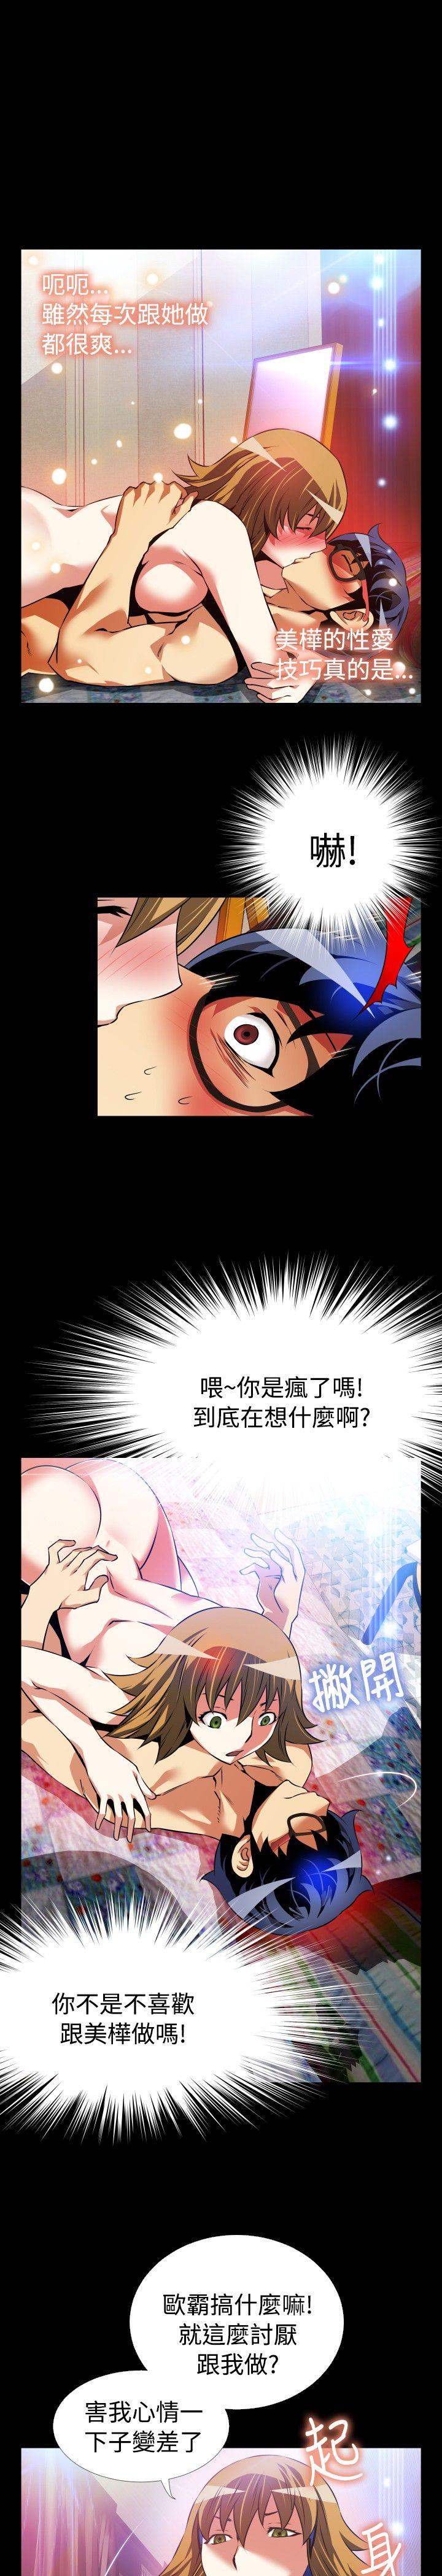 呃呃...
雖然每次跟她做
都很爽...
美樺的性愛
技巧真的是...
嚇!
喂~你是瘋了嗎!
到底在想什麼啊?
撇開
你不是不喜歡
跟美樺做嗎!
歐霸搞什麼嘛!
就這麼討厭
跟我做?
害我心情一
下子變差了
起
身